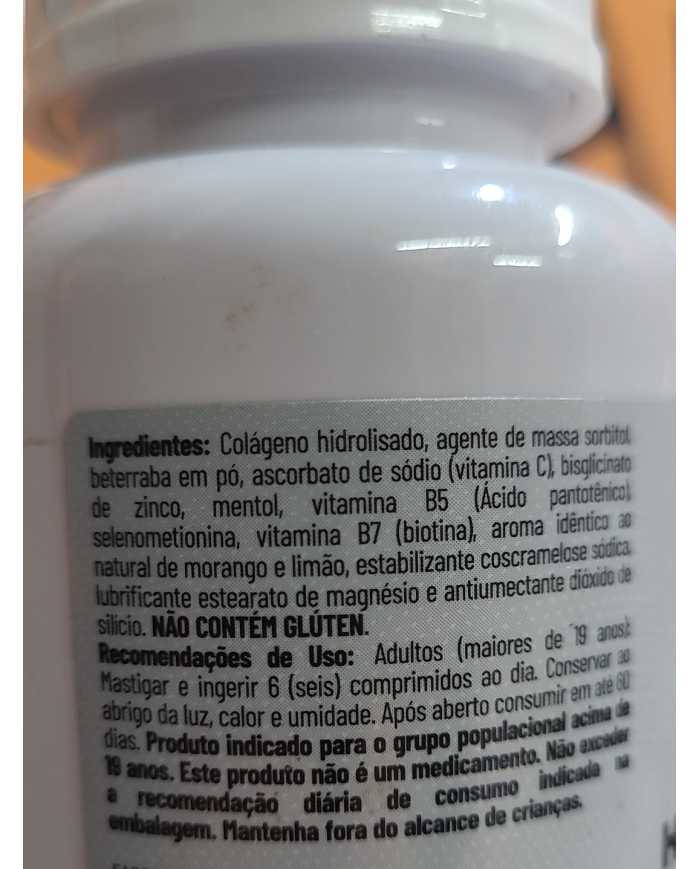 Ingredientes: Colágeno hidrolisado, agente de massa sorbitol,
beterraba em pó, ascorbato de sódio (vitamina C), bisglicinato
de zinco, mentol, vitamina B5 (Ácido pantotênico),
selenometionina, vitamina B7 (biotina), aroma idêntico ao
natural de morango e limão, estabilizante coscramelose sódica,
lubrificante estearato de magnésio e antiumectante dióxido de
silício. NÃO CONTÉM GLÚTEN.
Recomendações de Uso: Adultos (maiores de 19 anos):
Mastigar e ingerir 6 (seis) comprimidos ao dia. Conservar ao
abrigo da luz, calor e umidade. Após aberto consumir em até 60
dias. Produto indicado para o grupo populacional acima de
19 anos. Este produto não é um medicamento. Não exceder
a recomendação diária de consumo indicada na
embalagem. Mantenha fora do alcance de crianças.